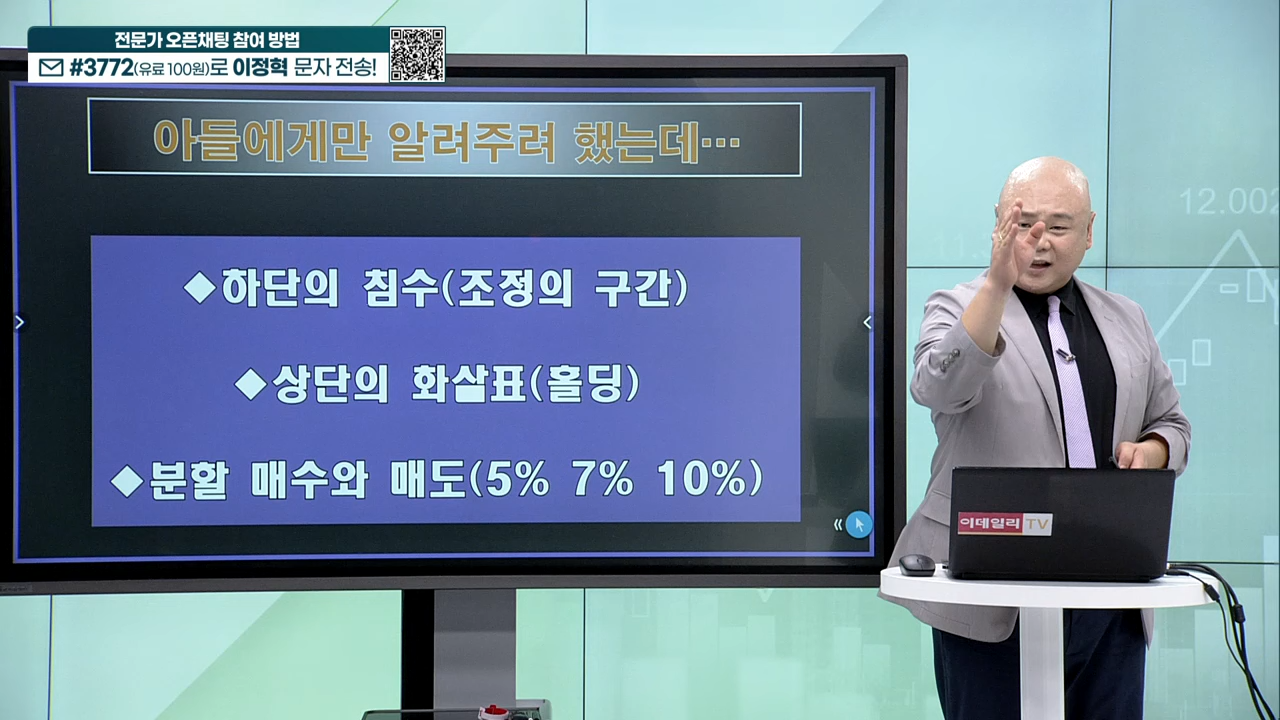 전문가 오픈채팅 참여 방법
#3772(유료 100원)로 이정혁 문자 전송!
아들에게만 알려주려 했는데…
◆하단의 침수(조정의 구간)
◆상단의 화살표(홀딩)
◆분할 매수와 매도(5% 7% 10%)
이데일리 TV
12.002